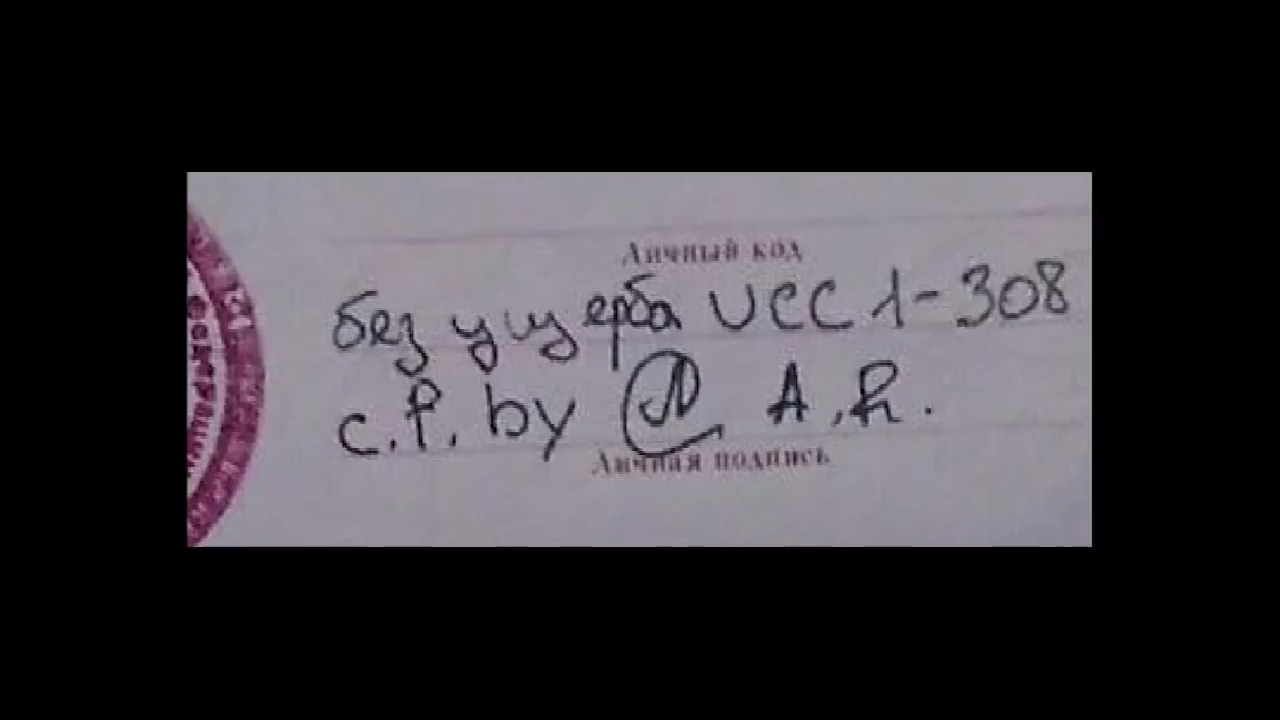 Личный код
без ущерба UCC 1-308
c.p. by A.R.
Личная подпись